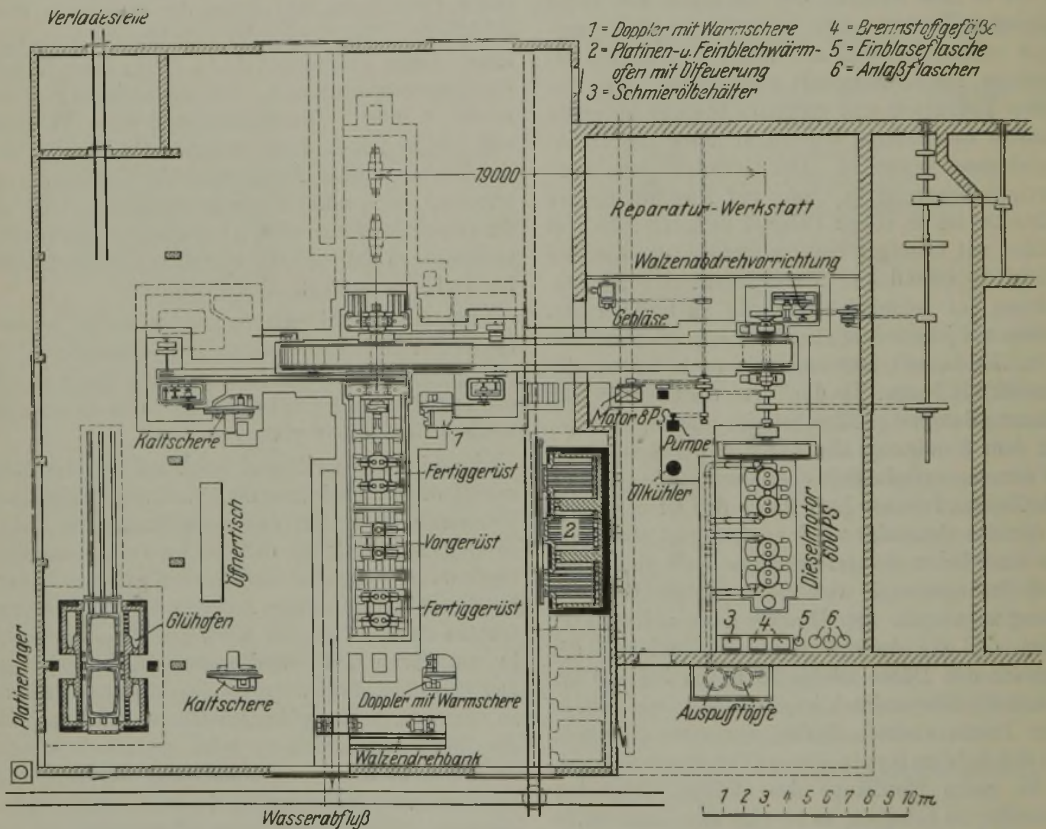 Verladestelle
1 = Doppler mit Warmschere
2 = Platinen- u. Feinblechwärm-
ofen mit Ölfeuerung
3 = Schmierölbehälter
4 = Brennstoffgefäße
5 = Einblaseflasche
6 = Anlaßflaschen
19000
Reparatur-Werkstatt
Walzenabdrehvorrichtung
Gebläse
Kaltschere
1
Motor 8PS
Pumpe
Ölkühler
Fertiggerüst
Vorgerüst
Fertiggerüst
2
Dieselmotor
600PS
Öffnertisch
Glühofen
Platinenlager
Kaltschere
Doppler mit Warmschere
Walzendrehbank
3
4
5
6
Auspufftöpfe
Wasserabfluß
1 2 3 4 5 6 7 8 9 10 m